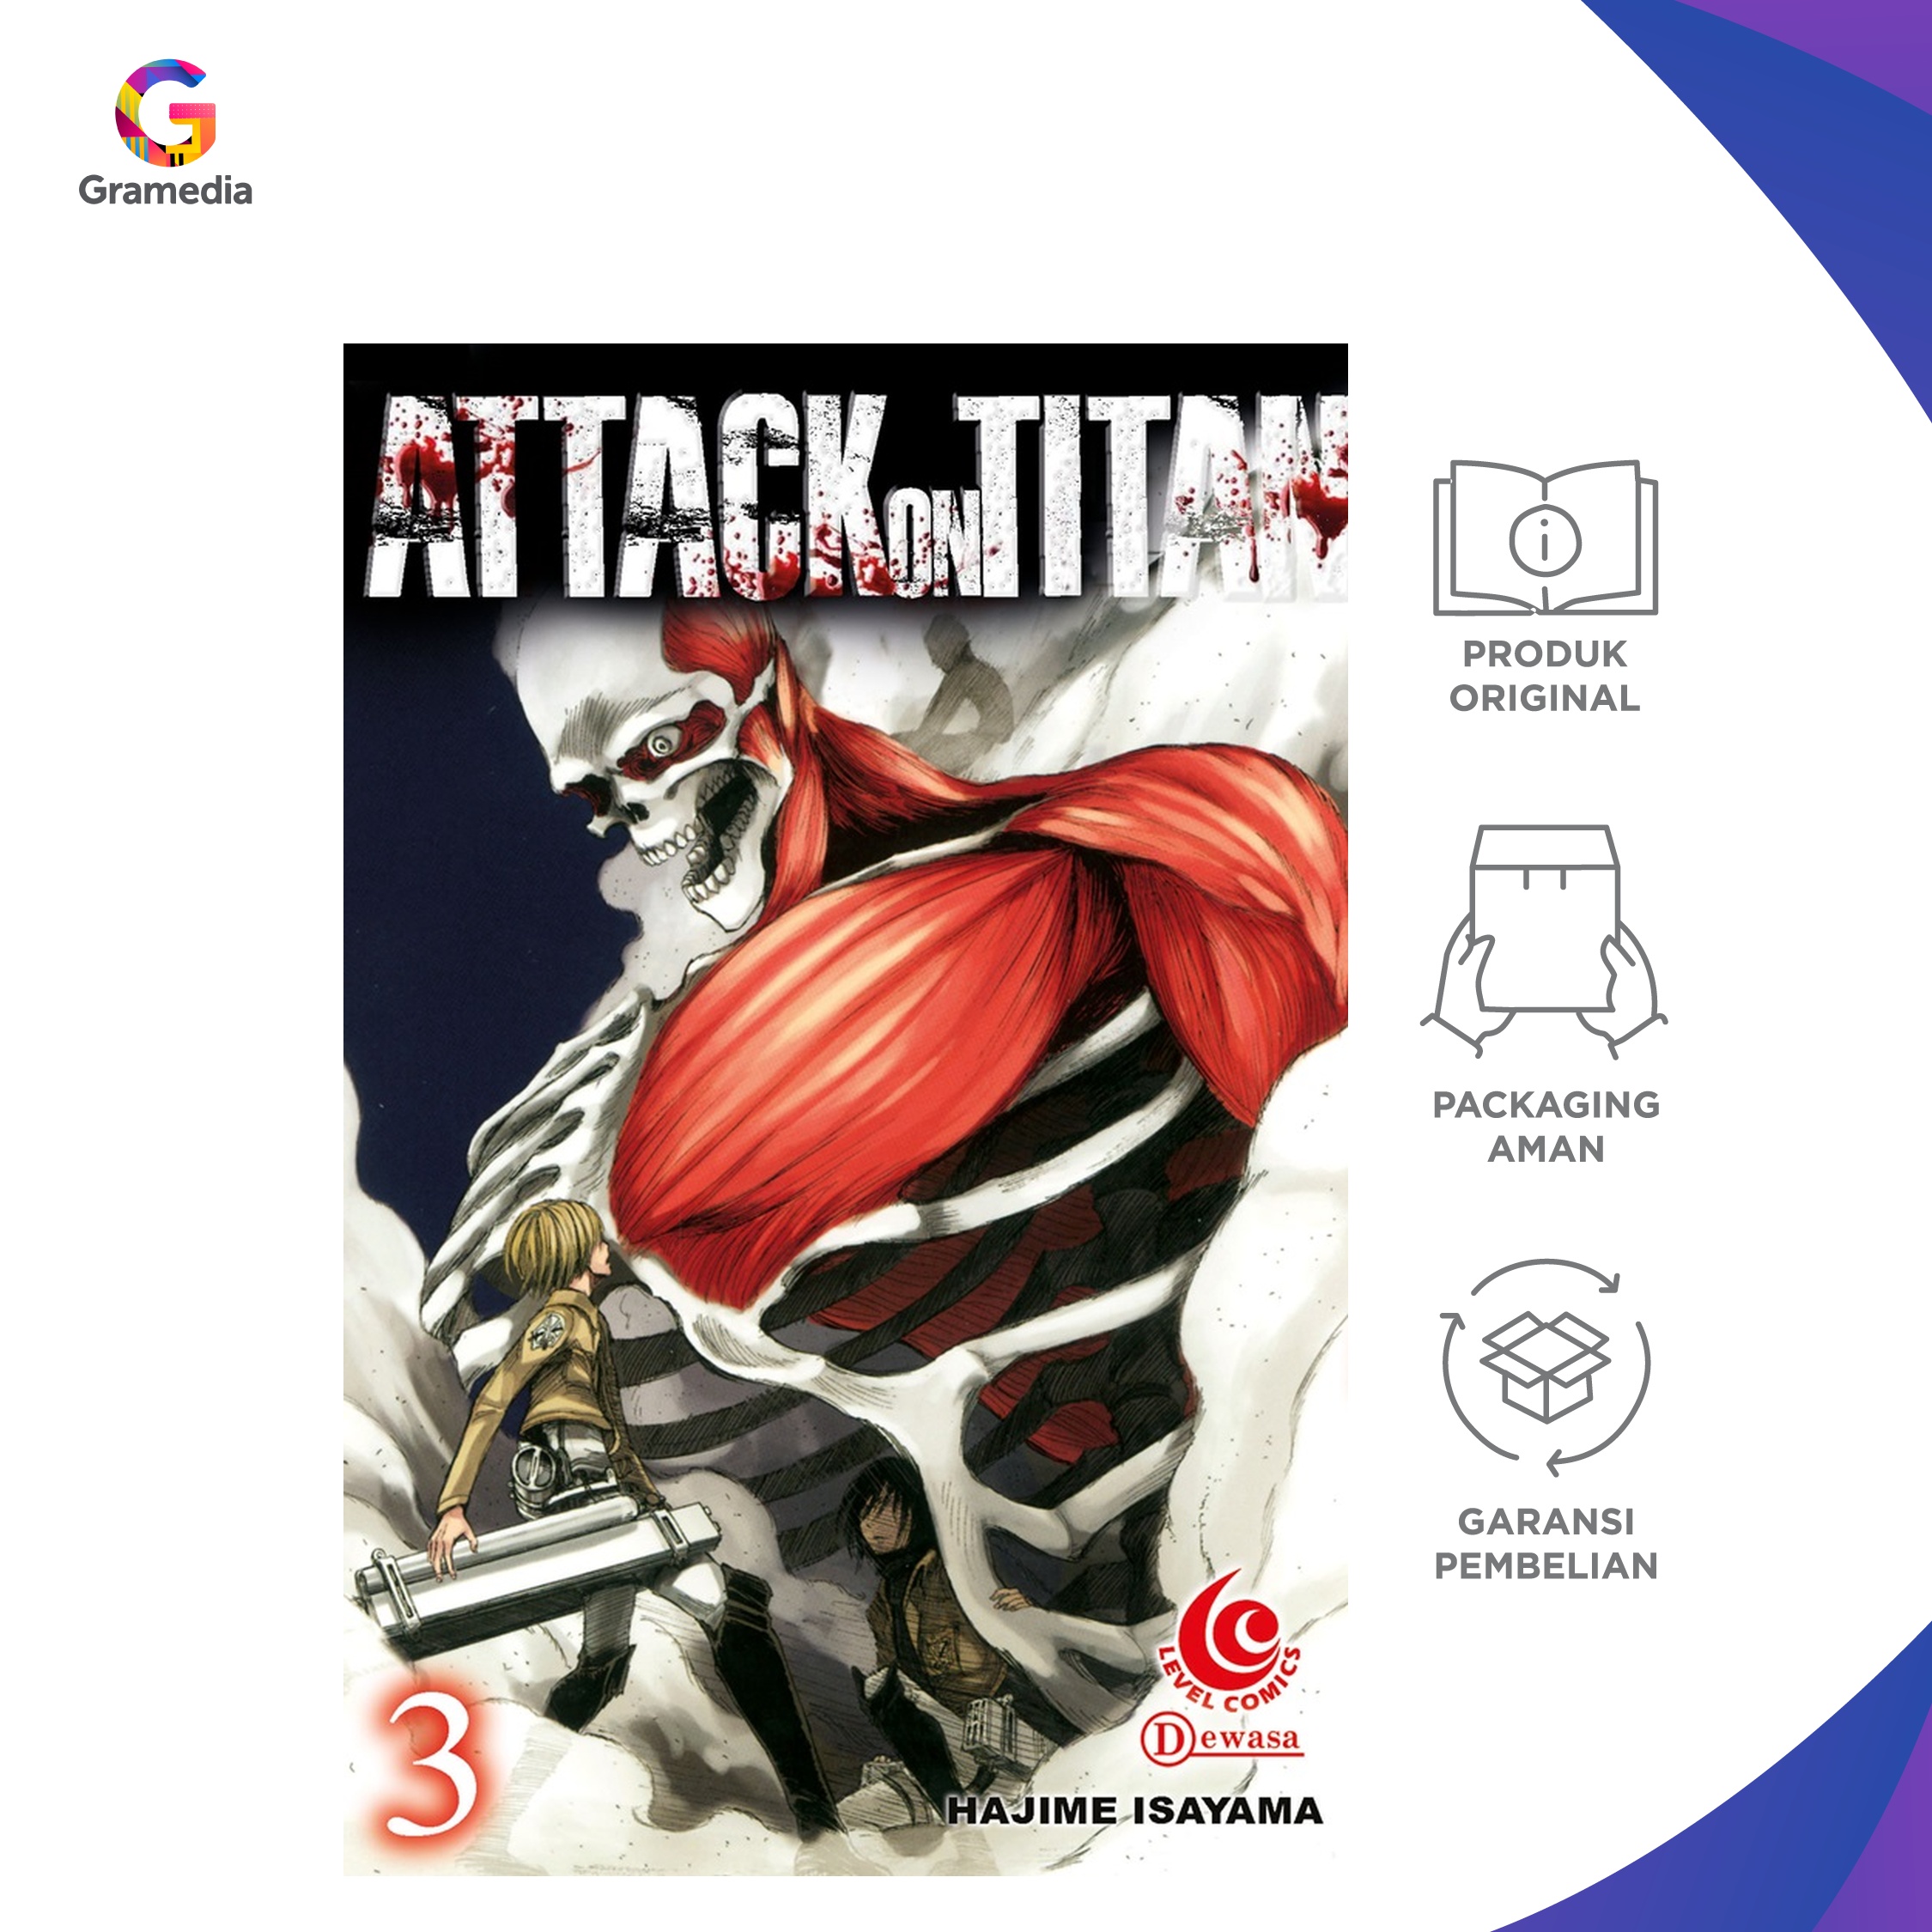 Gramedia
ATTACK ON TITAN
PRODUK
ORIGINAL
PACKAGING
AMAN
GARANSI
PEMBELIAN
LEVEL COMICS
Dewasa
3
HAJIME ISAYAMA